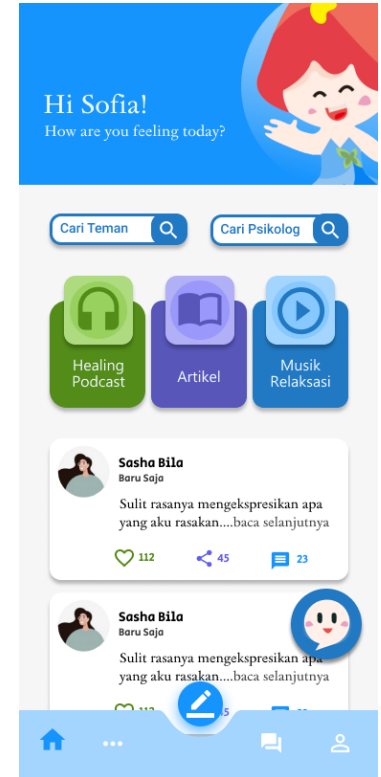 Hi Sofia!
How are you feeling today?
Cari Teman
Cari Psikolog
Healing
Podcast
Artikel
Musik
Relaksasi
Sasha Bila
Baru Saja
Sulit rasanya mengekspresikan apa
yang aku rasakan....baca selanjutnya
112
45
23
Sasha Bila
Baru Saja
Sulit rasanya mengekspresikan apa
yang aku rasakan....baca selanjutnya